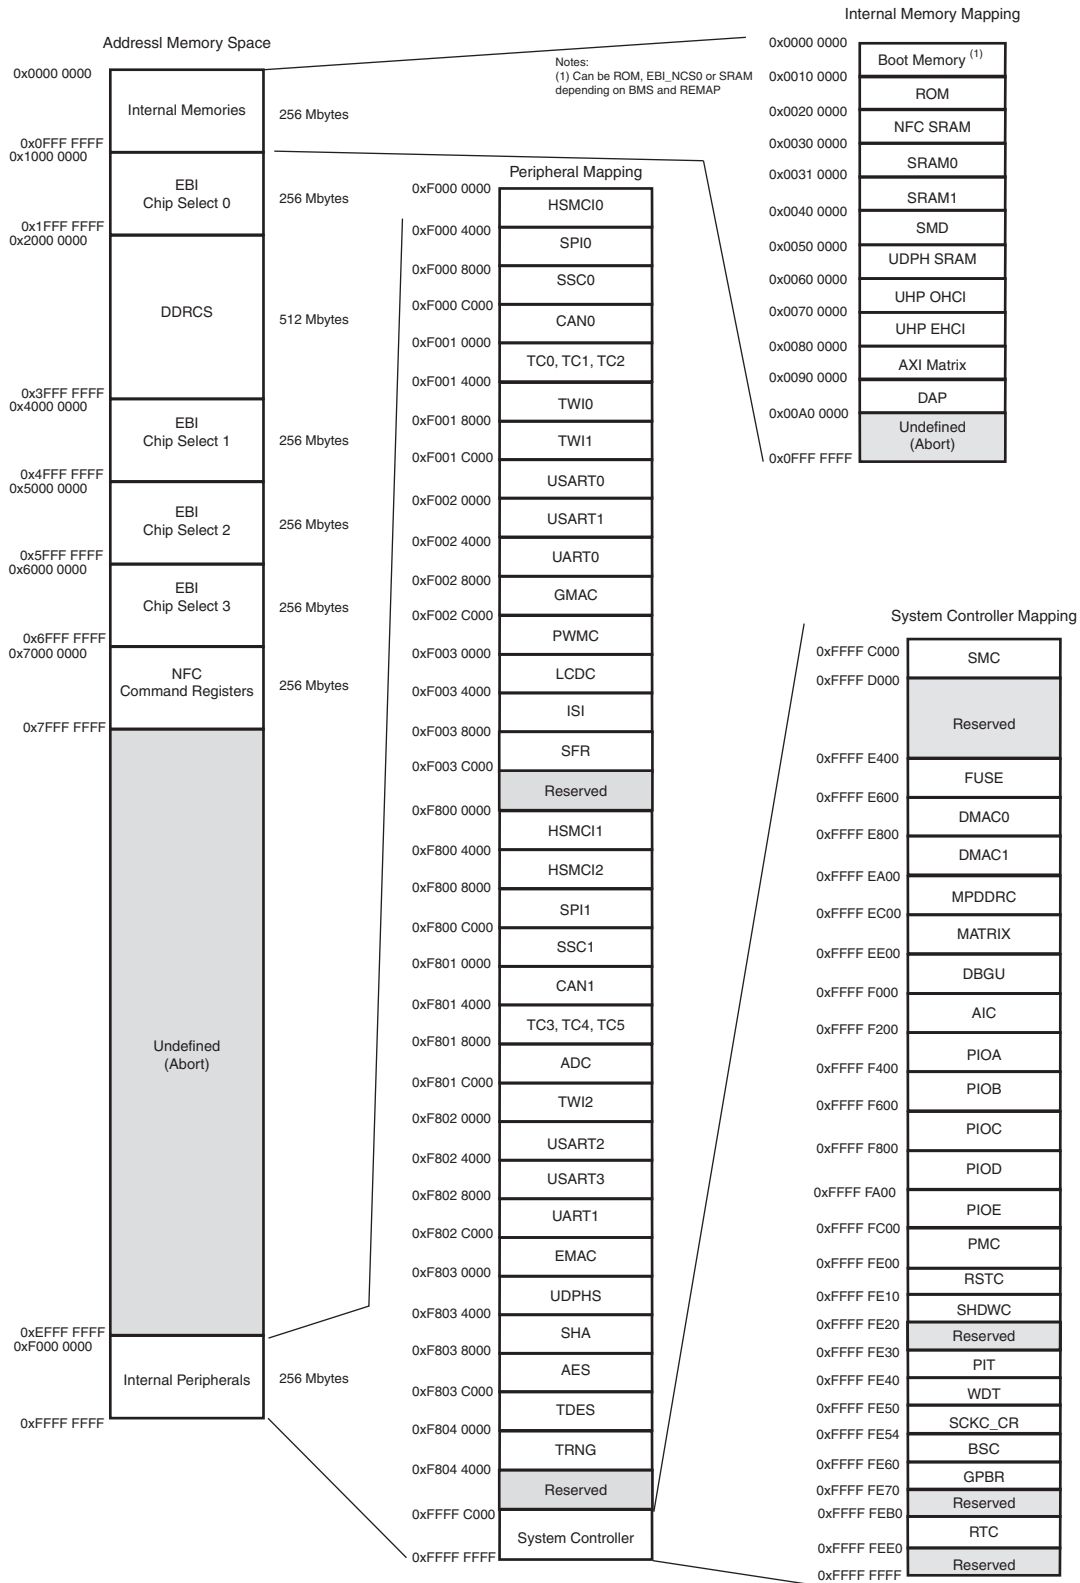 Internal Memory Mapping
Addressl Memory Space
0x0000 0000
Internal Memories
256 Mbytes
0x0FFF FFFF
0x1000 0000
EBI
Chip Select 0
256 Mbytes
0x1FFF FFFF
0x2000 0000
DDRCS
512 Mbytes
0x3FFF FFFF
0x4000 0000
EBI
Chip Select 1
256 Mbytes
0x4FFF FFFF
0x5000 0000
EBI
Chip Select 2
256 Mbytes
0x5FFF FFFF
0x6000 0000
EBI
Chip Select 3
256 Mbytes
0x6FFF FFFF
0x7000 0000
NFC
Command Registers
256 Mbytes
0x7FFF FFFF
Undefined
(Abort)
0xEFFF FFFF
0xF000 0000
Internal Peripherals
256 Mbytes
0xFFFF FFFF
Notes:
(1) Can be ROM, EBI_NCS0 or SRAM
depending on BMS and REMAP
Peripheral Mapping
0xF000 0000
HSMCI0
0xF000 4000
SPI0
0xF000 8000
SSC0
0xF000 C000
CAN0
0xF001 0000
TC0, TC1, TC2
0xF001 4000
TWI0
0xF001 8000
TWI1
0xF001 C000
USART0
0xF002 0000
USART1
0xF002 4000
UART0
0xF002 8000
GMAC
0xF002 C000
PWMC
0xF003 0000
LCDC
0xF003 4000
ISI
0xF003 8000
SFR
0xF003 C000
Reserved
0xF800 0000
HSMCI1
0xF800 4000
HSMCI2
0xF800 8000
SPI1
0xF800 C000
SSC1
0xF801 0000
CAN1
0xF801 4000
TC3, TC4, TC5
0xF801 8000
ADC
0xF801 C000
TWI2
0xF802 0000
USART2
0xF802 4000
USART3
0xF802 8000
UART1
0xF802 C000
EMAC
0xF803 0000
UDPHS
0xF803 4000
SHA
0xF803 8000
AES
0xF803 C000
TDES
0xF804 0000
TRNG
0xF804 4000
Reserved
0xFFFF C000
System Controller
0xFFFF FFFF
0x0000 0000
Boot Memory (1)
0x0010 0000
ROM
0x0020 0000
NFC SRAM
0x0030 0000
SRAM0
0x0031 0000
SRAM1
0x0040 0000
SMD
0x0050 0000
UDPH SRAM
0x0060 0000
UHP OHCI
0x0070 0000
UHP EHCI
0x0080 0000
AXI Matrix
0x0090 0000
DAP
0x00A0 0000
Undefined
(Abort)
0x0FFF FFFF
System Controller Mapping
0xFFFF C000
SMC
0xFFFF D000
Reserved
0xFFFF E400
FUSE
0xFFFF E600
DMAC0
0xFFFF E800
DMAC1
0xFFFF EA00
MPDDRC
0xFFFF EC00
MATRIX
0xFFFF EE00
DBGU
0xFFFF F000
AIC
0xFFFF F200
PIOA
0xFFFF F400
PIOB
0xFFFF F600
PIOC
0xFFFF F800
PIOD
0xFFFF FA00
PIOE
0xFFFF FC00
PMC
0xFFFF FE00
RSTC
0xFFFF FE10
SHDWC
0xFFFF FE20
Reserved
0xFFFF FE30
PIT
0xFFFF FE40
WDT
0xFFFF FE50
SCKC_CR
0xFFFF FE54
BSC
0xFFFF FE60
GPBR
0xFFFF FE70
Reserved
0xFFFF FEB0
RTC
0xFFFF FEE0
Reserved
0xFFFF FFFF